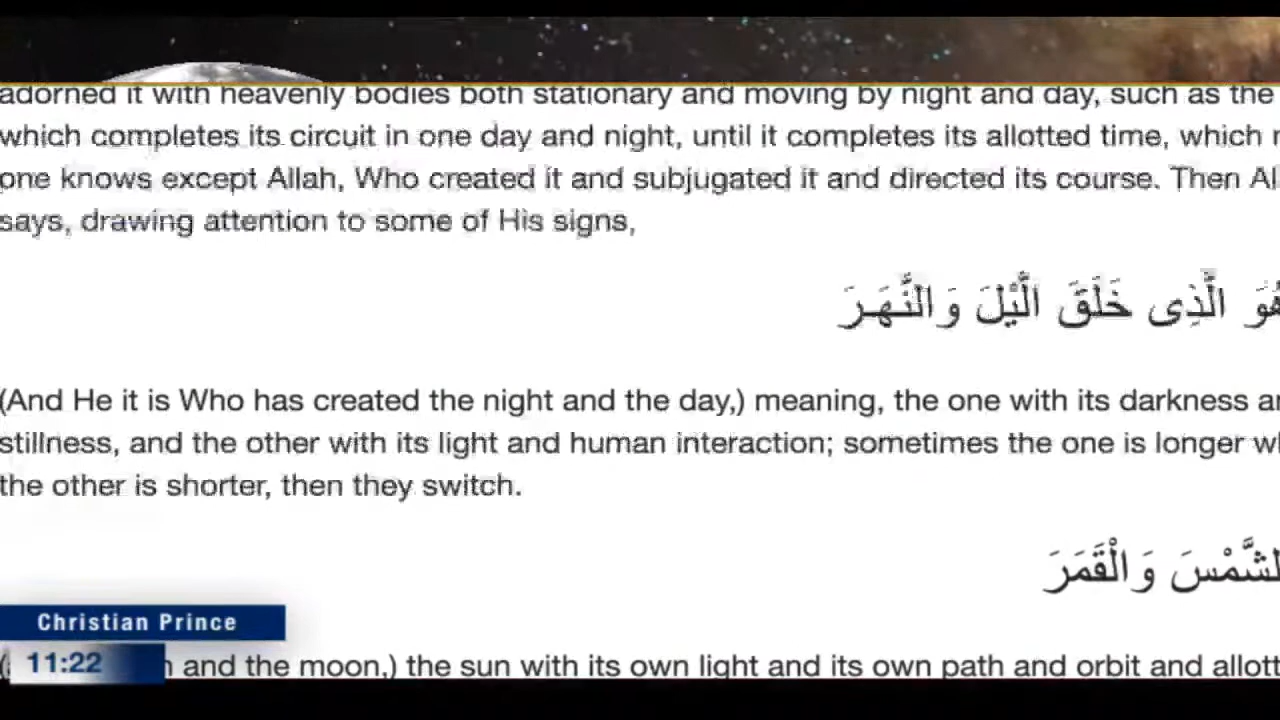 adorned it with heavenly bodies both stationary and moving by night and day, such as the
which completes its circuit in one day and night, until it completes its allotted time, which
one knows except Allah, Who created it and subjugated it and directed its course. Then Al
says, drawing attention to some of His signs,
هُوَ الَّذِى خَلَقَ الَّيْلَ وَالنَّهَـرَ
(And He it is Who has created the night and the day,) meaning, the one with its darkness
stillness, and the other with its light and human interaction; sometimes the one is longer
the other is shorter, then they switch.
لشَّمْسَ وَالْقَمَرَ
Christian Prince
11:22
and the moon,) the sun with its own light and its own path and orbit and allott